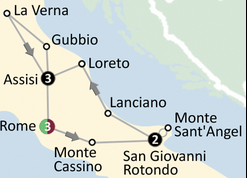 La Verna
Gubbio
Loreto
Assisi 3
Lanciano
Rome 3
Monte
Sant'Angel
2
Monte
Cassino
San Giovanni
Rotondo